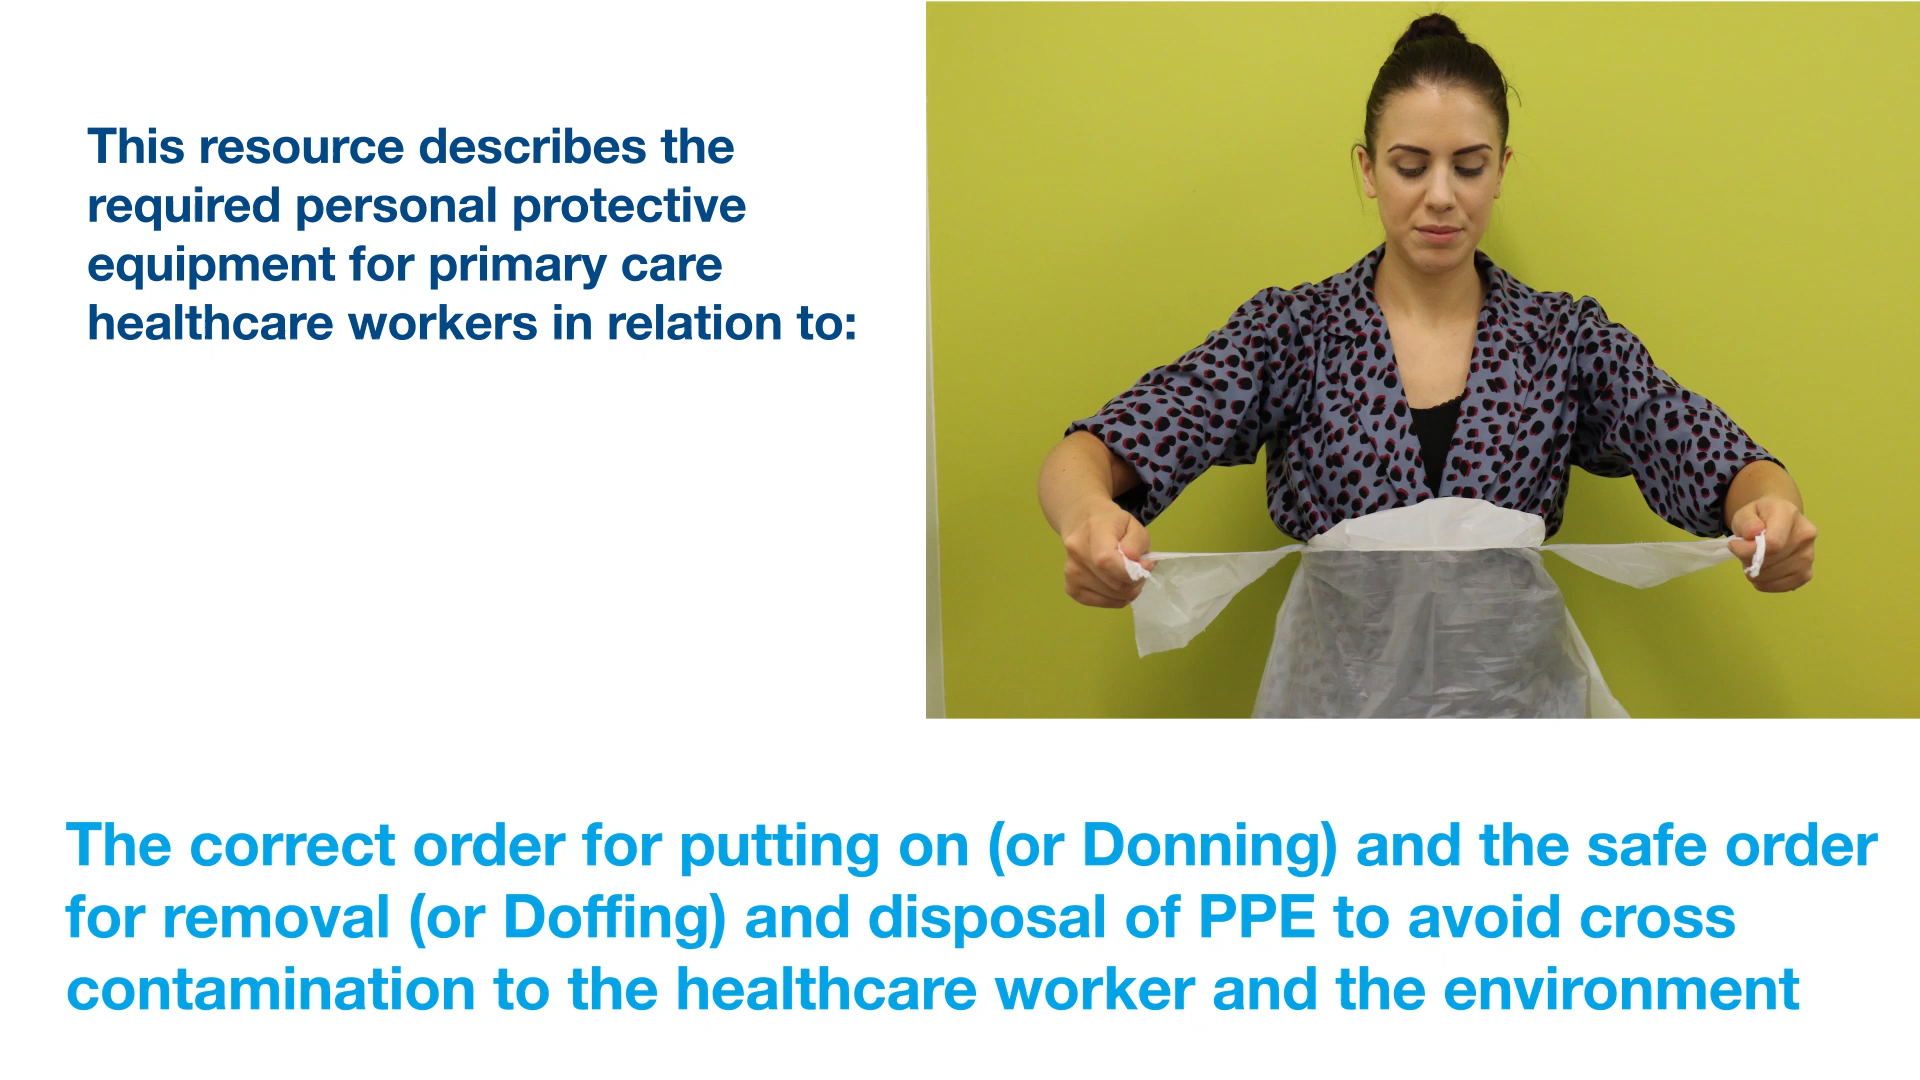 This resource describes the
required personal protective
equipment for primary care
healthcare workers in relation to:
The correct order for putting on (or Donning) and the safe order
for removal (or Doffing) and disposal of PPE to avoid cross
contamination to the healthcare worker and the environment